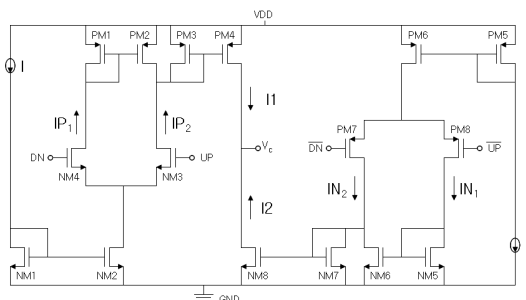 VDD
PM1 PM2 PM3 PM4 PM6 PM5
I
I1
IP1 IP2
PM7 PM8
DN UP Vc DN UP
NM4 NM3
IN2 IN1
I2
NM1 NM2 NM8 NM7 NM6 NM5
GND